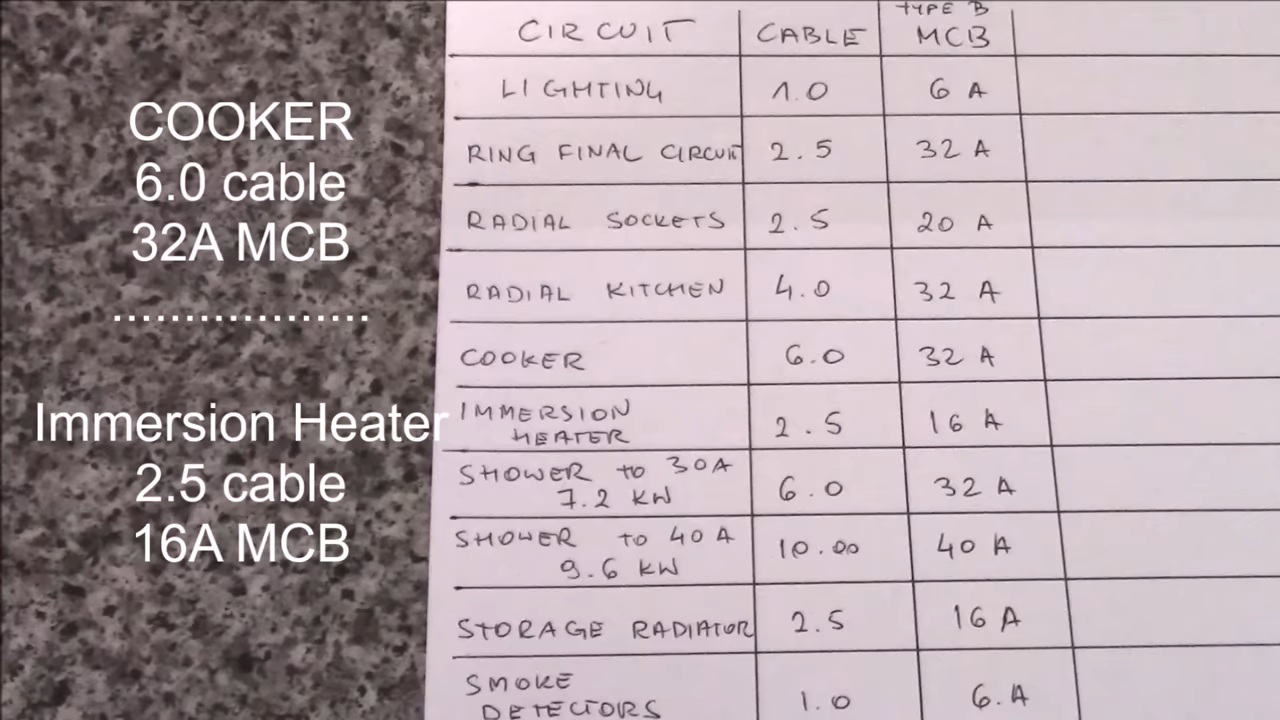 COOKER
6.0 cable
32A MCB
..................
Immersion Heater
2.5 cable
16A MCB
CIRCUIT CABLE TYPE B MCB
LIGHTING 1.0 6 A
RING FINAL CIRCUIT 2.5 32 A
RADIAL SOCKETS 2.5 20 A
RADIAL KITCHEN 4.0 32 A
COOKER 6.0 32 A
IMMERSION
HEATER 2.5 16 A
SHOWER to 30A
7.2 KW 6.0 32 A
SHOWER to 40A
9.6 KW 10.00 40 A
STORAGE RADIATOR 2.5 16 A
SMOKE
DETECTORS 1.0 6.A